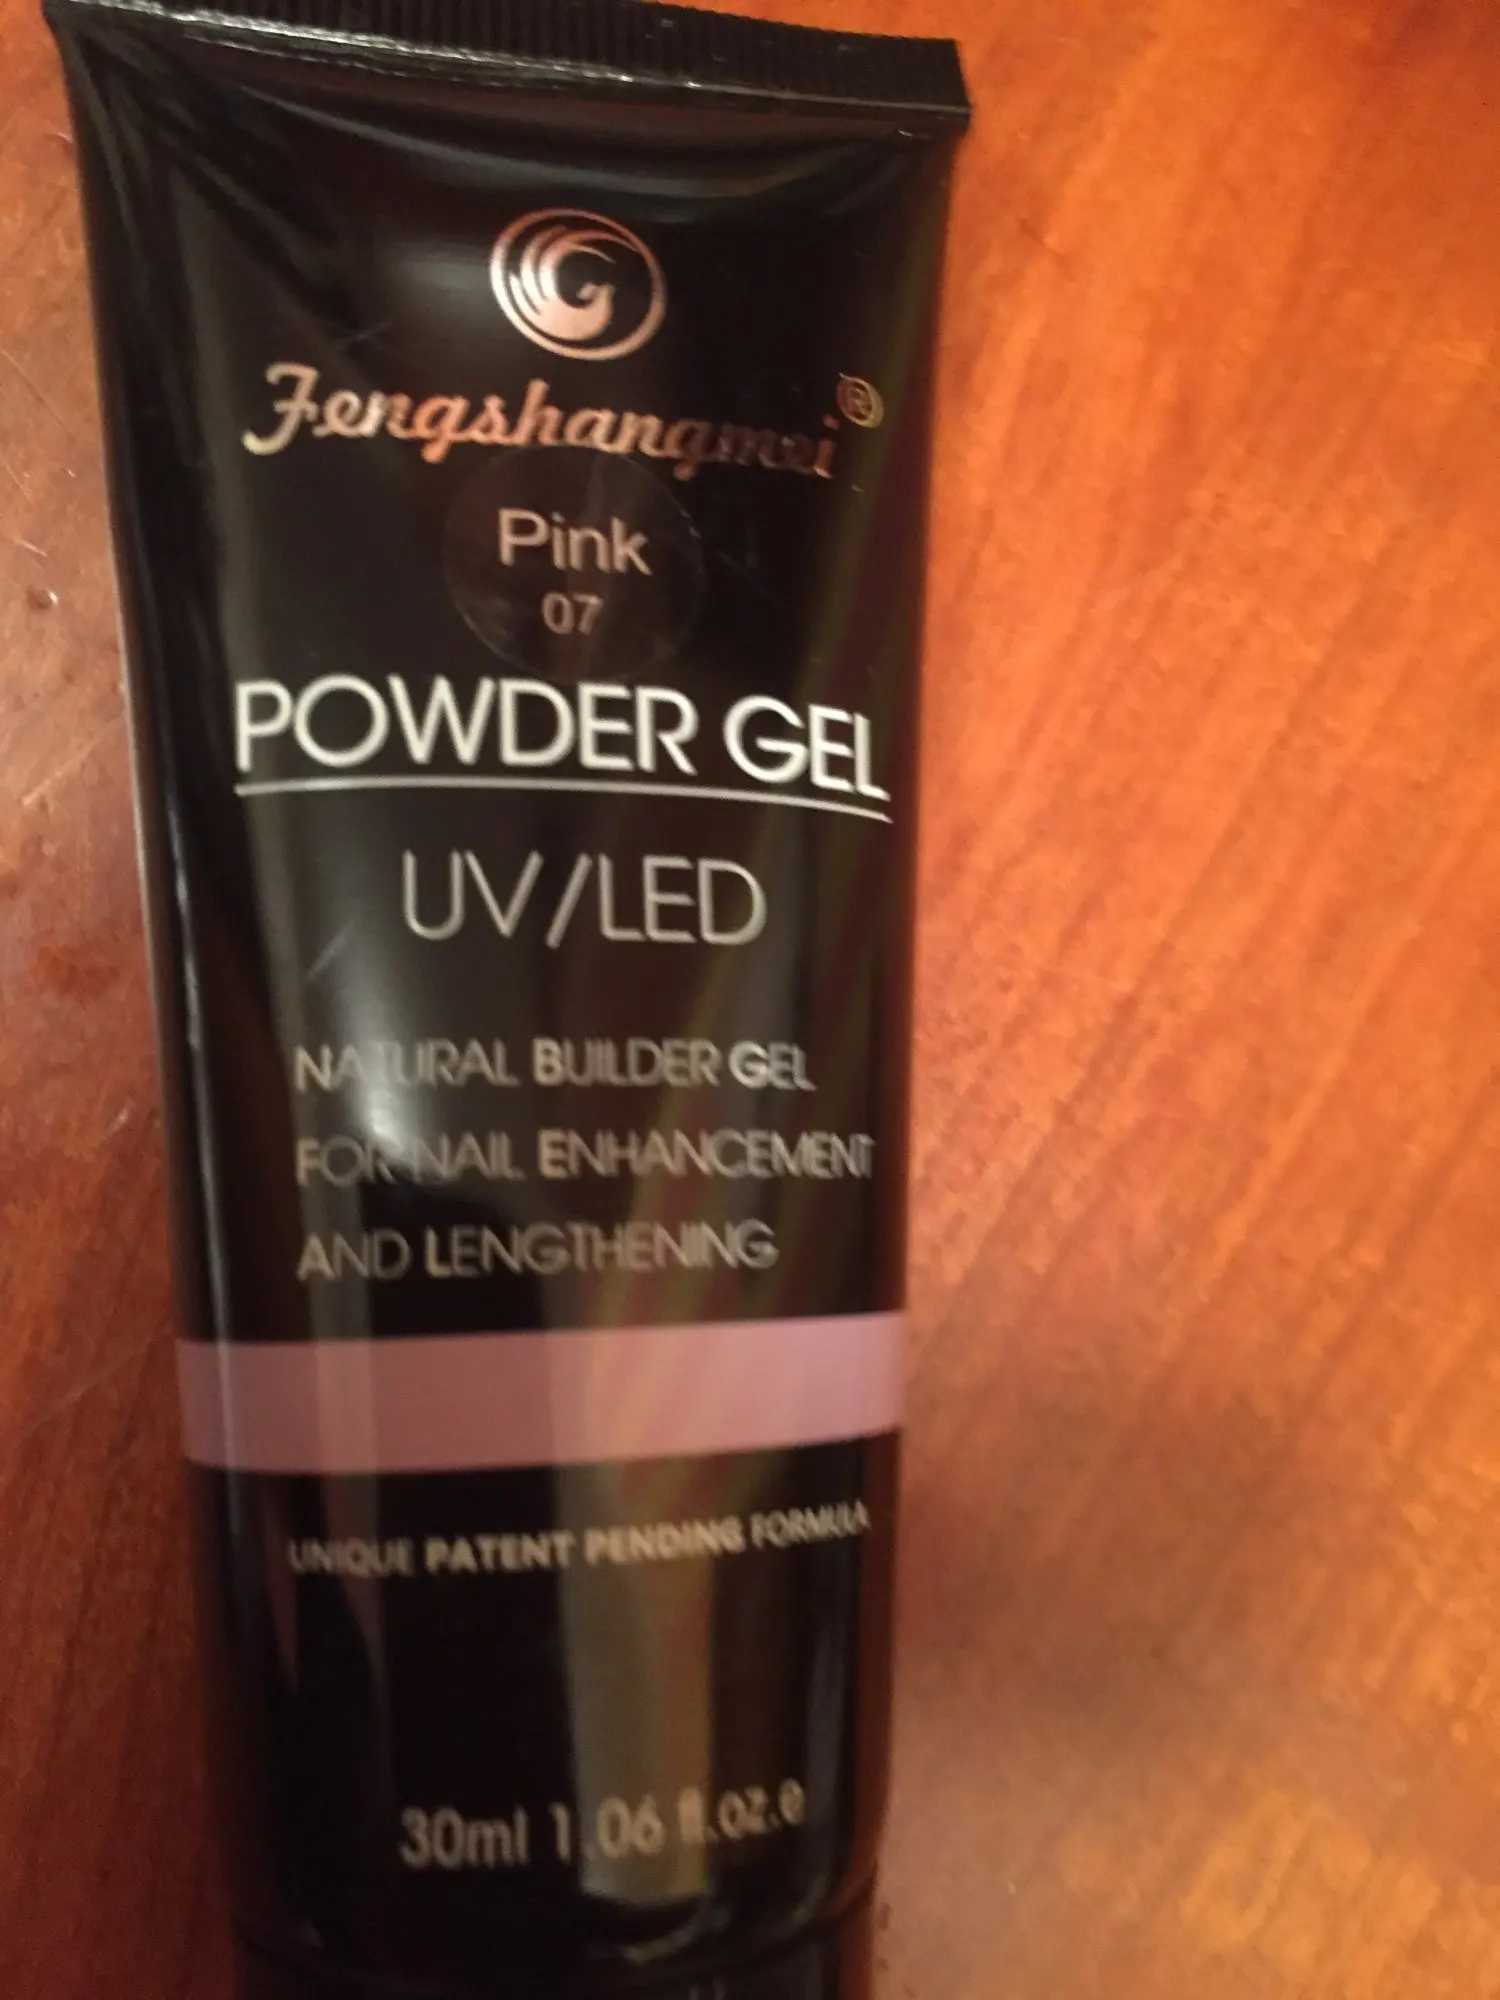 Fengshangmei®
Pink
07
POWDER GEL
UV/LED
NATURAL BUILDER GEL
FOR NAIL ENHANCEMENT
AND LENGTHENING
UNIQUE PATENT PENDING FORMULA
30ml 1.06 fl.oz.e